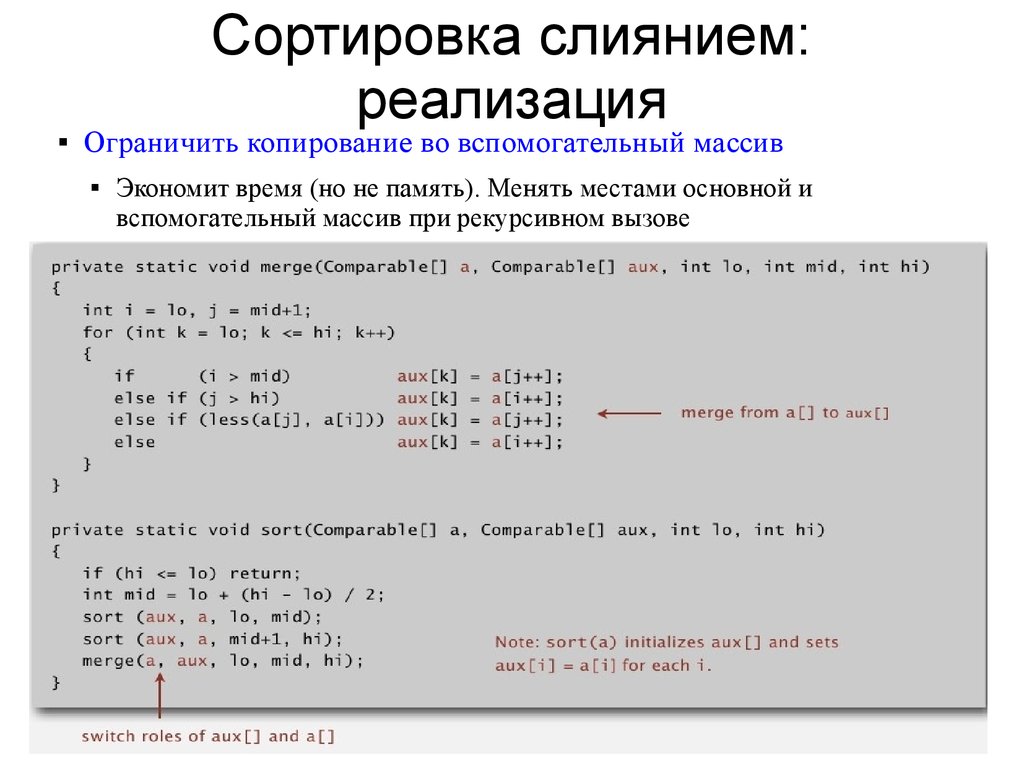 Сортировка слиянием:
реализация
▪ Ограничить копирование во вспомогательный массив
▪ Экономит время (но не память). Менять местами основной и
вспомогательный массив при рекурсивном вызове
private static void merge(Comparable[] a, Comparable[] aux, int lo, int mid, int hi)
{
int i = lo, j = mid+1;
for (int k = lo; k <= hi; k++)
{
if (i > mid) aux[k] = a[j++];
else if (j > hi) aux[k] = a[i++];
else if (less(a[j], a[i])) aux[k] = a[j++];
merge from a[] to aux[]
else aux[k] = a[i++];
}
}
private static void sort(Comparable[] a, Comparable[] aux, int lo, int hi)
{
if (hi <= lo) return;
int mid = lo + (hi - lo) / 2;
sort (aux, a, lo, mid);
sort (aux, a, mid+1, hi);
merge(a, aux, lo, mid, hi);
}
Note: sort(a) initializes aux[] and sets
aux[i] = a[i] for each i.
switch roles of aux[] and a[]